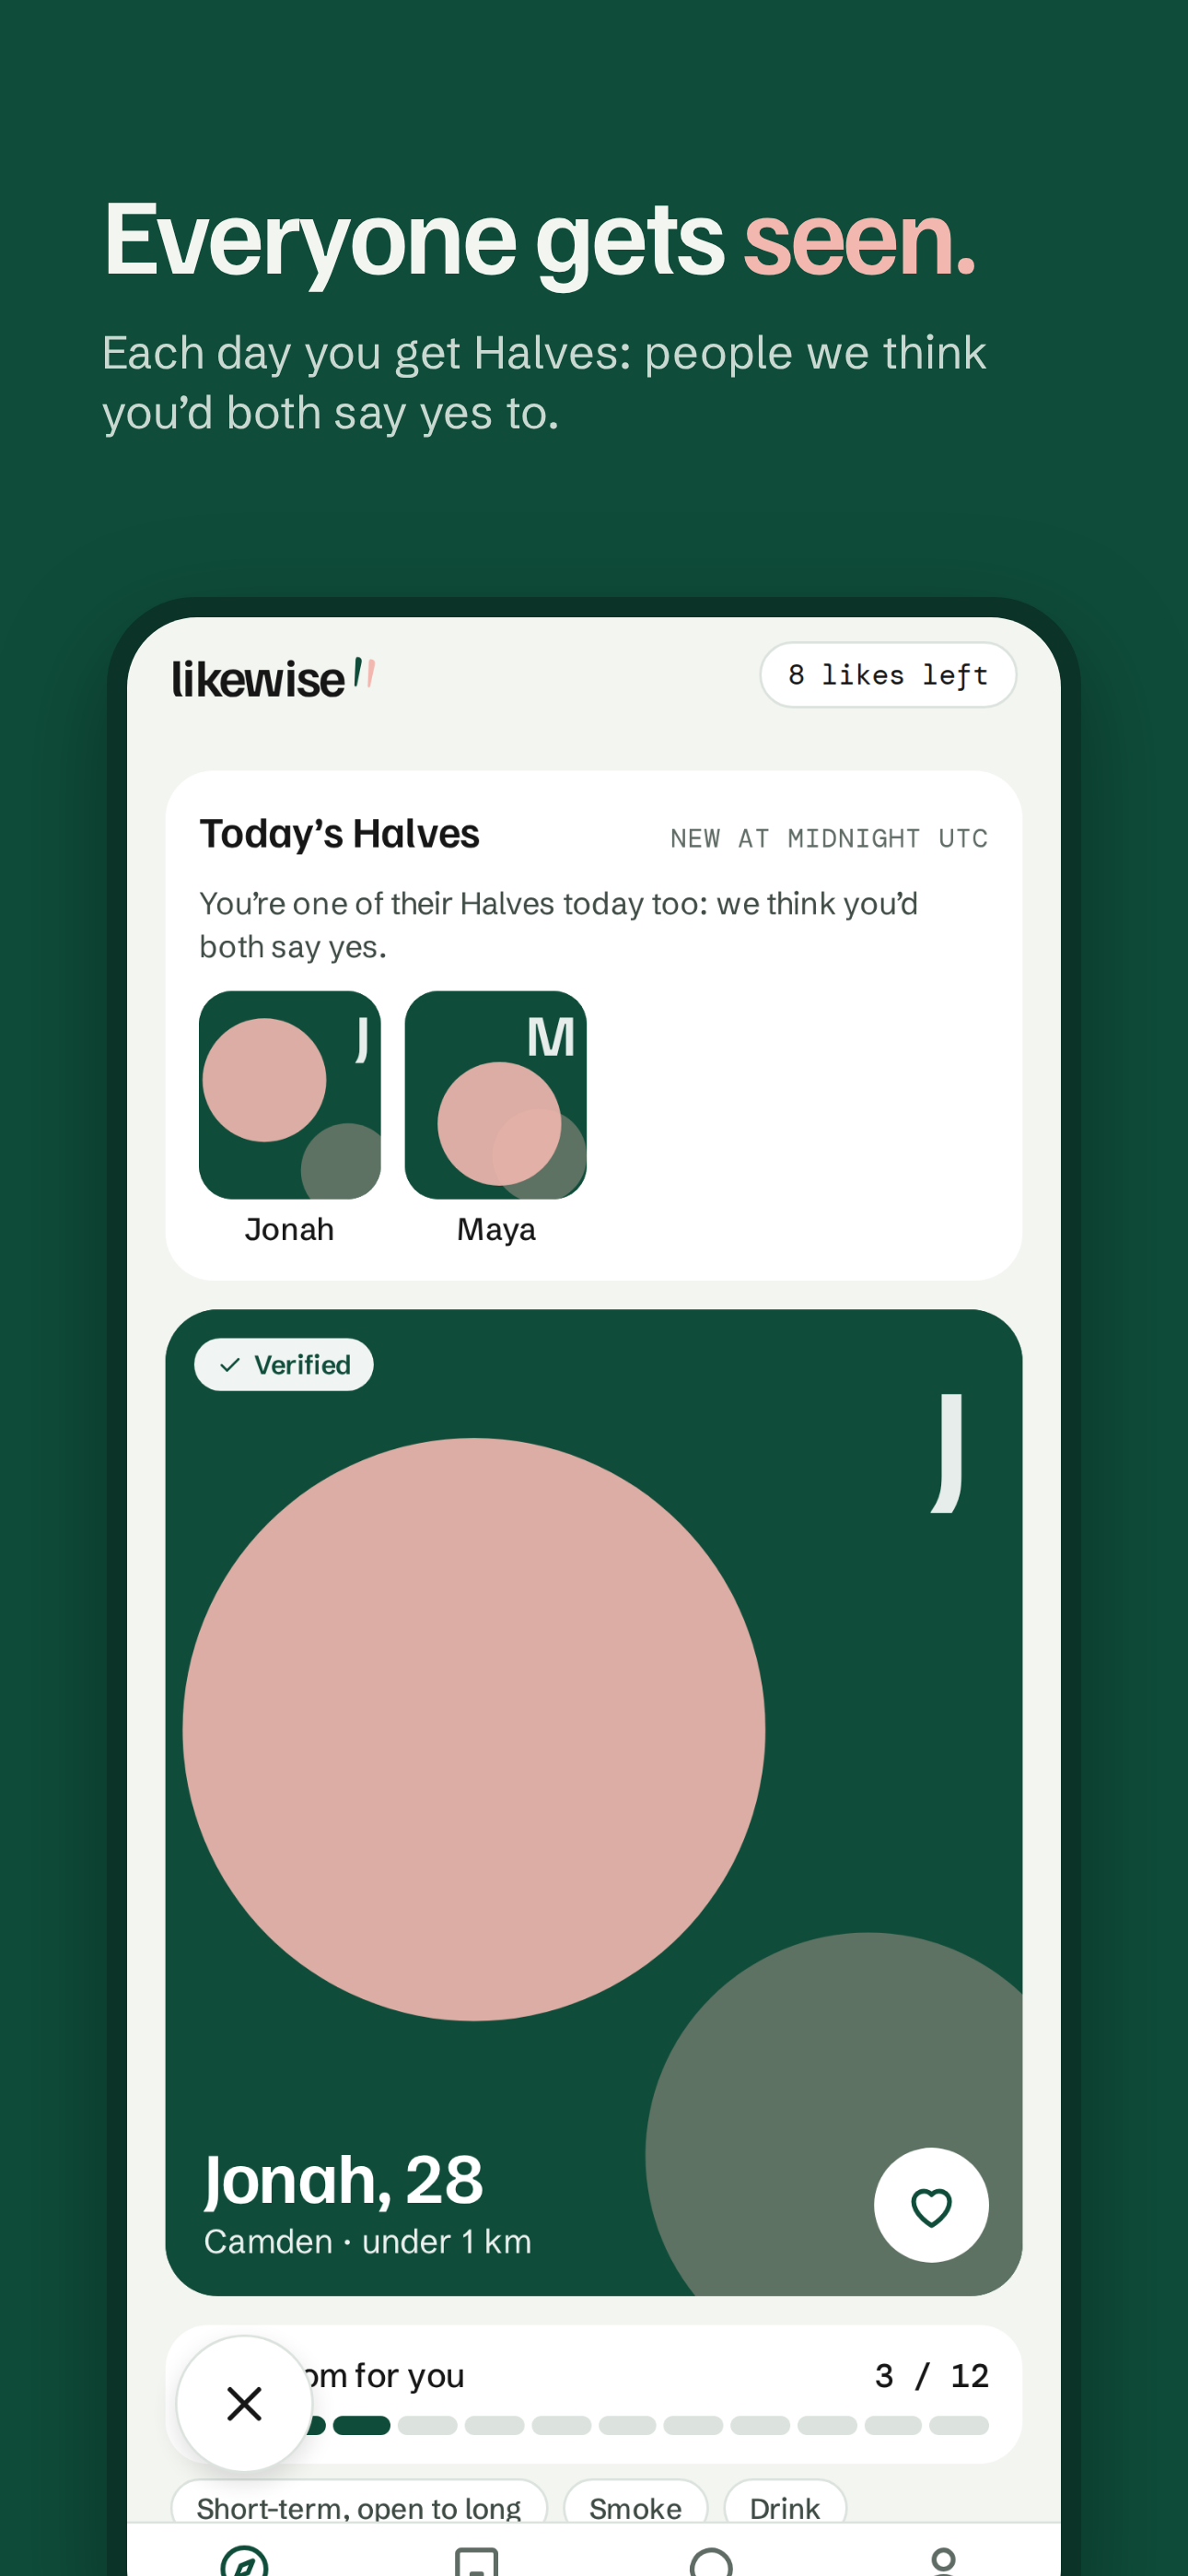 Everyone gets seen.
Each day you get Halves: people we think
you’d both say yes to.
likewise
8 likes left
Today’s Halves
NEW AT MIDNIGHT UTC
You’re one of their Halves today too: we think you’d
both say yes.
J
M
Jonah
Maya
Verified
J
Jonah, 28
Camden · under 1 km
for you
3 / 12
Short-term, open to long
Smoke
Drink